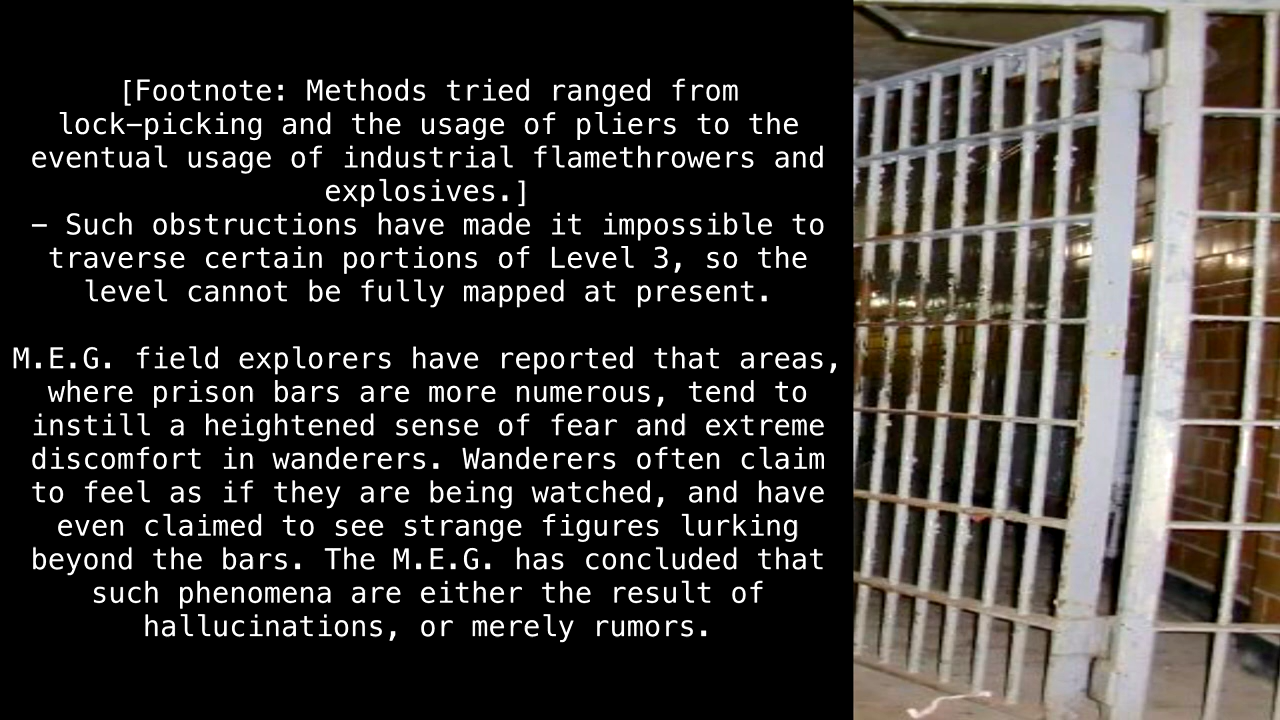 [Footnote: Methods tried ranged from
lock-picking and the usage of pliers to the
eventual usage of industrial flamethrowers and
explosives.]
- Such obstructions have made it impossible to
traverse certain portions of Level 3, so the
level cannot be fully mapped at present.
M.E.G. field explorers have reported that areas,
where prison bars are more numerous, tend to
instill a heightened sense of fear and extreme
discomfort in wanderers. Wanderers often claim
to feel as if they are being watched, and have
even claimed to see strange figures lurking
beyond the bars. The M.E.G. has concluded that
such phenomena are either the result of
hallucinations, or merely rumors.